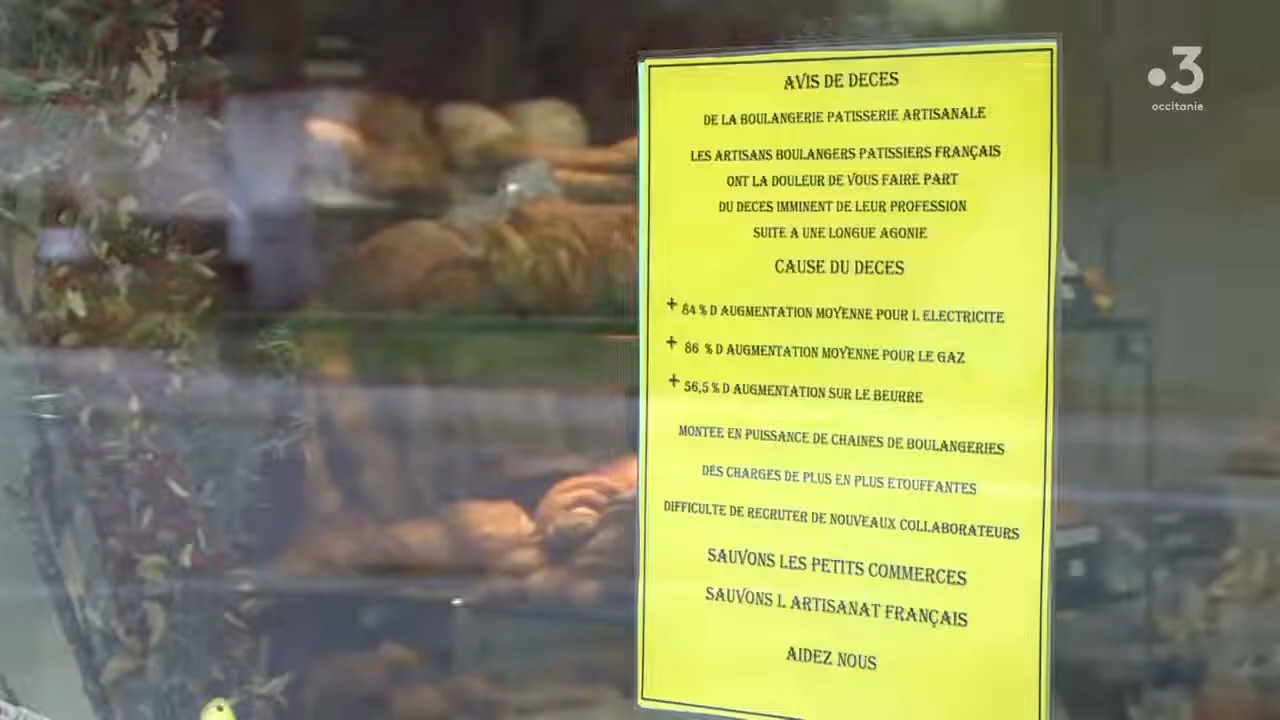 AVIS DE DECES
DE LA BOULANGERIE PATISSERIE ARTISANALE
LES ARTISANS BOULANGERS PATISSIERS FRANÇAIS
ONT LA DOULEUR DE VOUS FAIRE PART
DU DECES IMMINENT DE LEUR PROFESSION
SUITE A UNE LONGUE AGONIE
CAUSE DU DECES
+ 84 % D AUGMENTATION MOYENNE POUR L ELECTRICITE
+ 86 % D AUGMENTATION MOYENNE POUR LE GAZ
+ 56,5 % D AUGMENTATION SUR LE BEURRE
MONTEE EN PUISSANCE DE CHAINES DE BOULANGERIES
DES CHARGES DE PLUS EN PLUS ETOUFFANTES
DIFFICULTE DE RECRUTER DE NOUVEAUX COLLABORATEURS
SAUVONS LES PETITS COMMERCES
SAUVONS L ARTISANAT FRANÇAIS
AIDEZ NOUS
3
occitanie